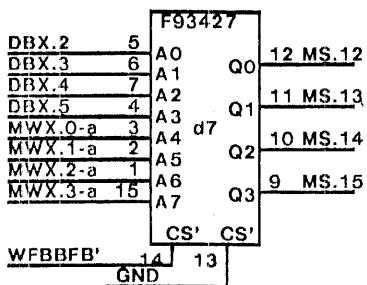 F93427
DBX.2 5 A0
DBX.3 6 A1
DBX.4 7 A2
DBX.5 4 A3
MWX.0-a 3 A4
MWX.1-a 2 A5
MWX.2-a 1 A6
MWX.3-a 15 A7
d7
Q0 12 MS.12
Q1 11 MS.13
Q2 10 MS.14
Q3 9 MS.15
CS' CS'
WFBBFB' 14 13
GND